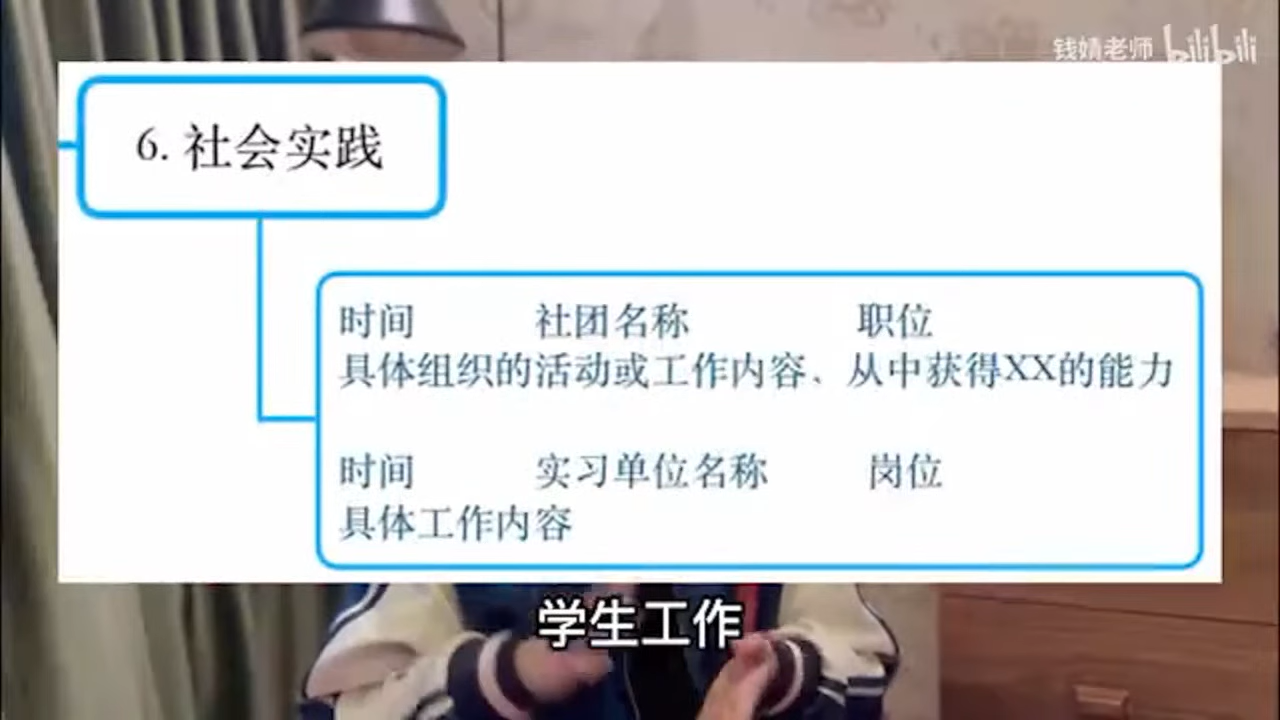 钱婧老师 bilibili
6. 社会实践
时间 社团名称 职位
具体组织的活动或工作内容、从中获得XX的能力
时间 实习单位名称 岗位
具体工作内容
学生工作